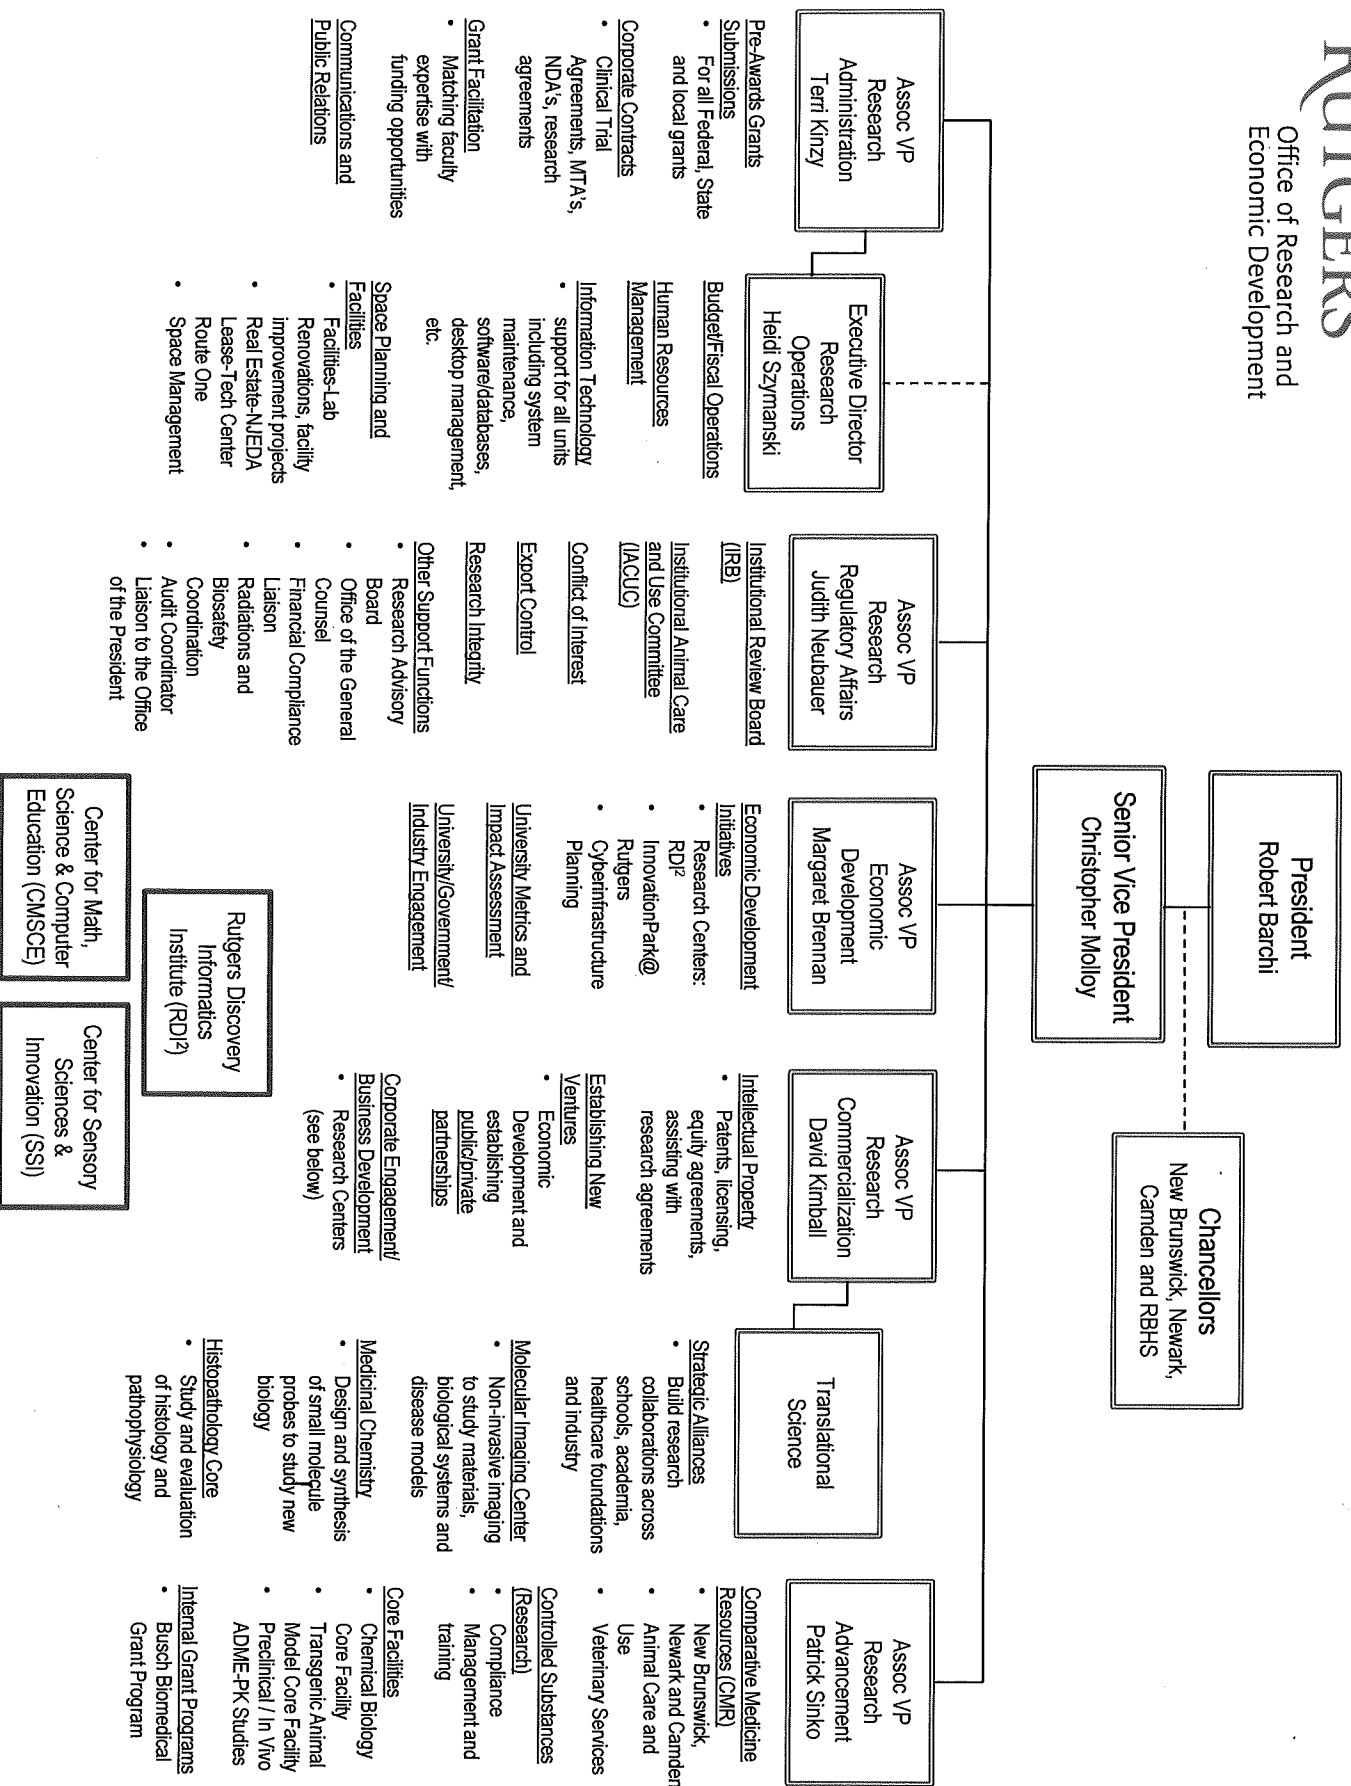 RUTGERS
Office of Research and
Economic Development
President
Robert Barchi
Chancellors
New Brunswick, Newark,
Camden and RBHS
Senior Vice President
Christopher Molloy
Assoc VP
Research
Administration
Terri Kinzy
Pre-Awards Grants
Submissions
• For all Federal, State
and local grants
Corporate Contracts
• Clinical Trial
Agreements, MTA's,
NDA's, research
agreements
Grant Facilitation
• Matching faculty
expertise with
funding opportunities
Communications and
Public Relations
Executive Director
Research
Operations
Heidi Szymanski
Budget/Fiscal Operations
Human Resources
Management
Information Technology
• support for all units
including system
maintenance,
software/databases,
desktop management,
etc.
Space Planning and
Facilities
• Facilities-Lab
Renovations, facility
improvement projects
• Real Estate-NJEDA
Lease-Tech Center
Route One
• Space Management
Assoc VP
Research
Regulatory Affairs
Judith Neubauer
Institutional Review Board
(IRB)
Institutional Animal Care
and Use Committee
(IACUC)
Conflict of Interest
Export Control
Research Integrity
Other Support Functions
• Research Advisory
Board
• Office of the General
Counsel
• Financial Compliance
Liaison
• Radiations and
Biosafety
Coordination
• Audit Coordinator
• Liaison to the Office
of the President
Assoc VP
Economic
Development
Margaret Brennan
Economic Development
Initiatives
• Research Centers:
RDI²
• InnovationPark@
Rutgers
• Cyberinfrastructure
Planning
University Metrics and
Impact Assessment
University/Government/
Industry Engagement
Assoc VP
Research
Commercialization
David Kimball
Intellectual Property
• Patents, licensing,
equity agreements,
assisting with
research agreements
Establishing New
Ventures
• Economic
Development and
establishing
public/private
partnerships
Corporate Engagement/
Business Development
• Research Centers
(see below)
Translational
Science
Strategic Alliances
• Build research
collaborations across
schools, academia,
healthcare foundations
and industry
Molecular Imaging Center
• Non-invasive imaging
to study materials,
biological systems and
disease models
Medicinal Chemistry
• Design and synthesis
of small molecule
probes to study new
biology
Histopathology Core
• Study and evaluation
of histology and
pathophysiology
Assoc VP
Research
Advancement
Patrick Sinko
Comparative Medicine
Resources (CMR)
• New Brunswick,
Newark and Camden
• Animal Care and
Use
• Veterinary Services
Controlled Substances
(Research)
• Compliance
• Management and
training
Core Facilities
• Chemical Biology
Core Facility
• Transgenic Animal
Model Core Facility
• Preclinical / In Vivo
ADME-PK Studies
Internal Grant Programs
• Busch Biomedical
Grant Program
Rutgers Discovery
Informatics
Institute (RDI²)
Center for Math,
Science & Computer
Education (CMSCE)
Center for Sensory
Sciences &
Innovation (SSI)